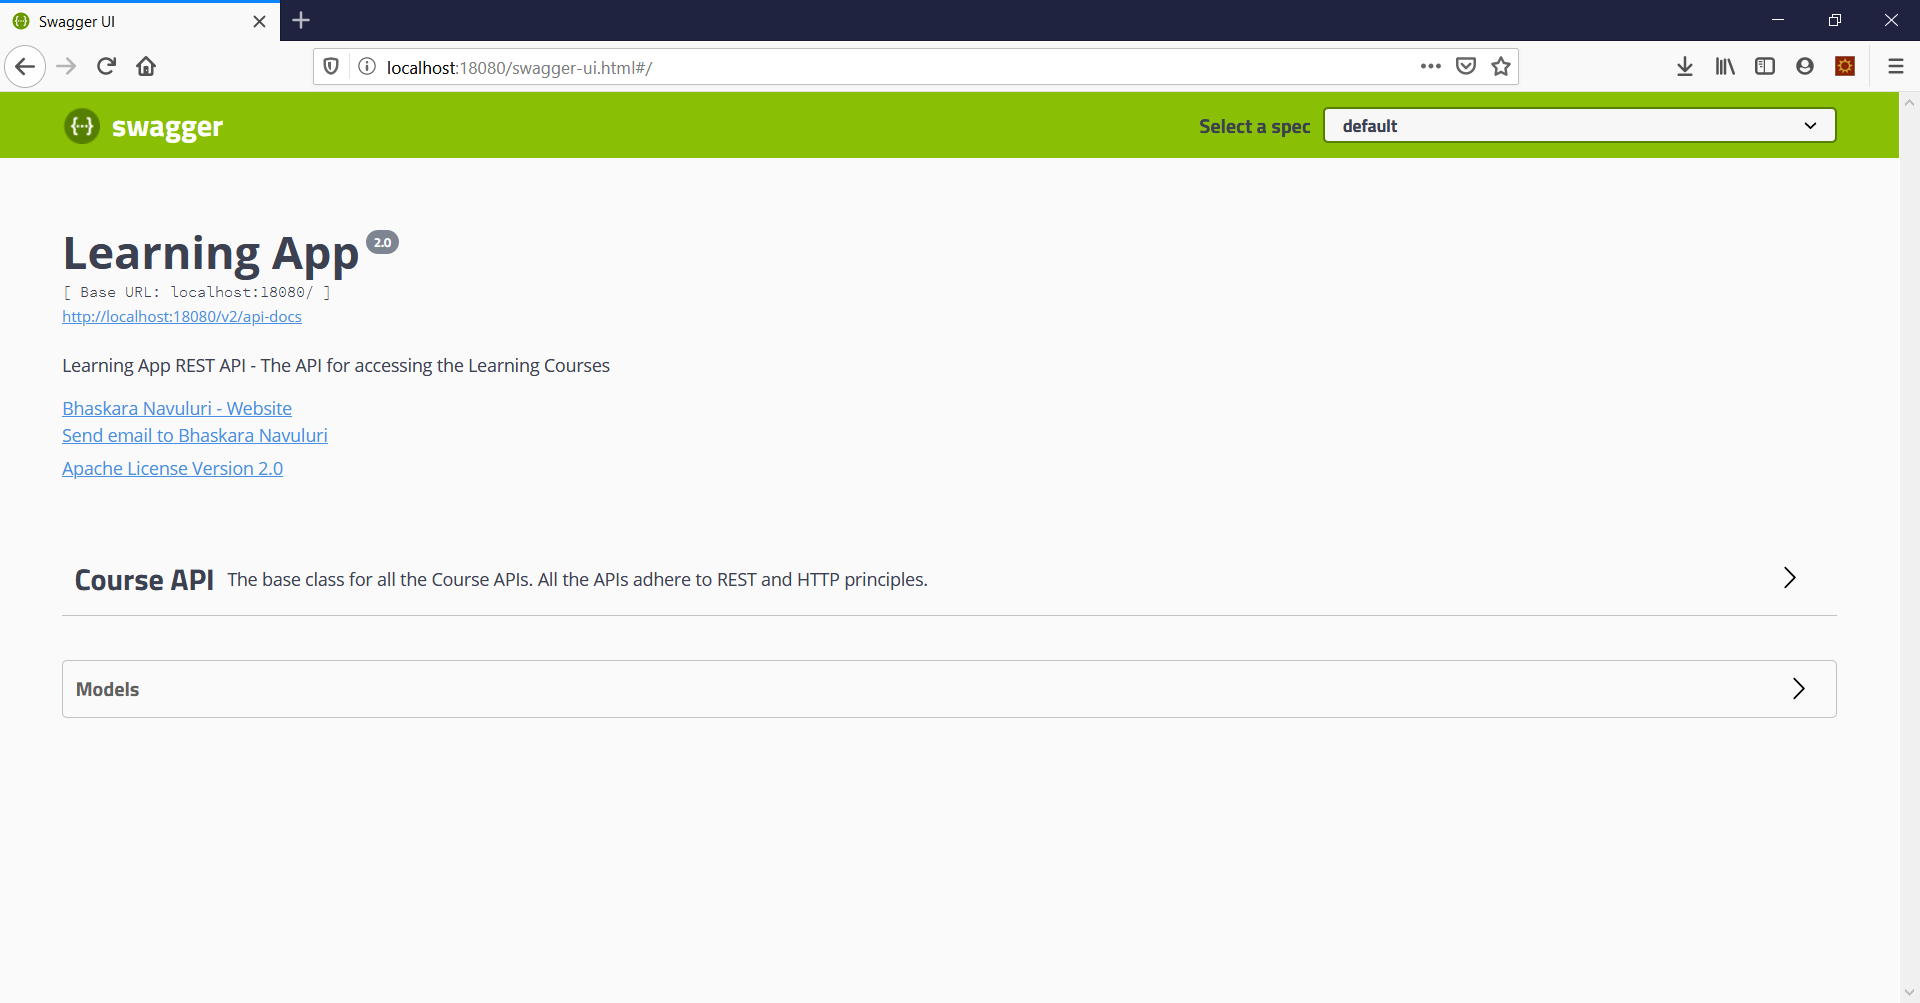 Swagger UI
localhost:18080/swagger-ui.html#/
swagger
Select a spec
default
Learning App 2.0
[ Base URL: localhost:18080/ ]
http://localhost:18080/v2/api-docs
Learning App REST API - The API for accessing the Learning Courses
Bhaskara Navuluri - Website
Send email to Bhaskara Navuluri
Apache License Version 2.0
Course API The base class for all the Course APIs. All the APIs adhere to REST and HTTP principles.
Models